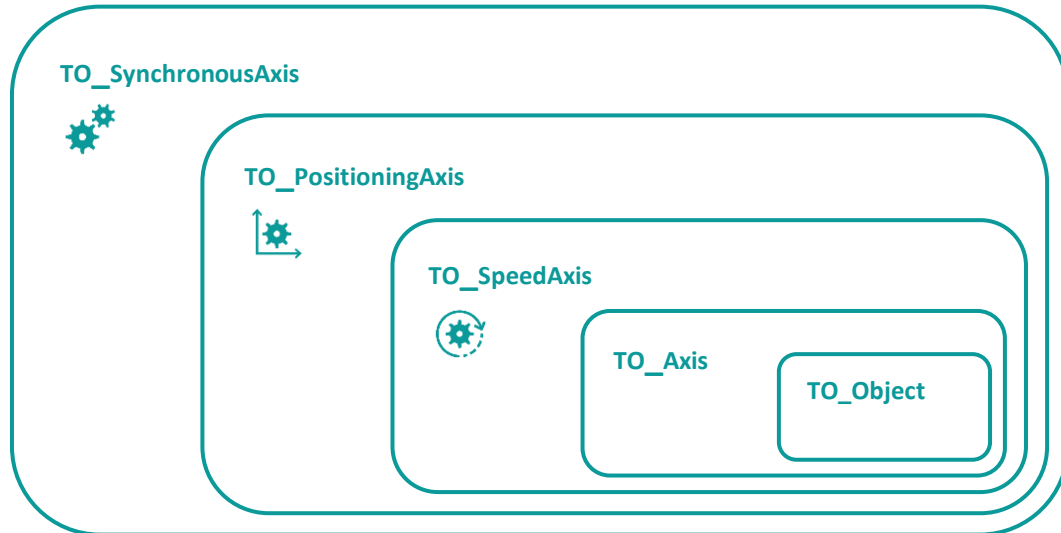 TO_SynchronousAxis
TO_PositioningAxis
TO_SpeedAxis
TO_Axis
TO_Object